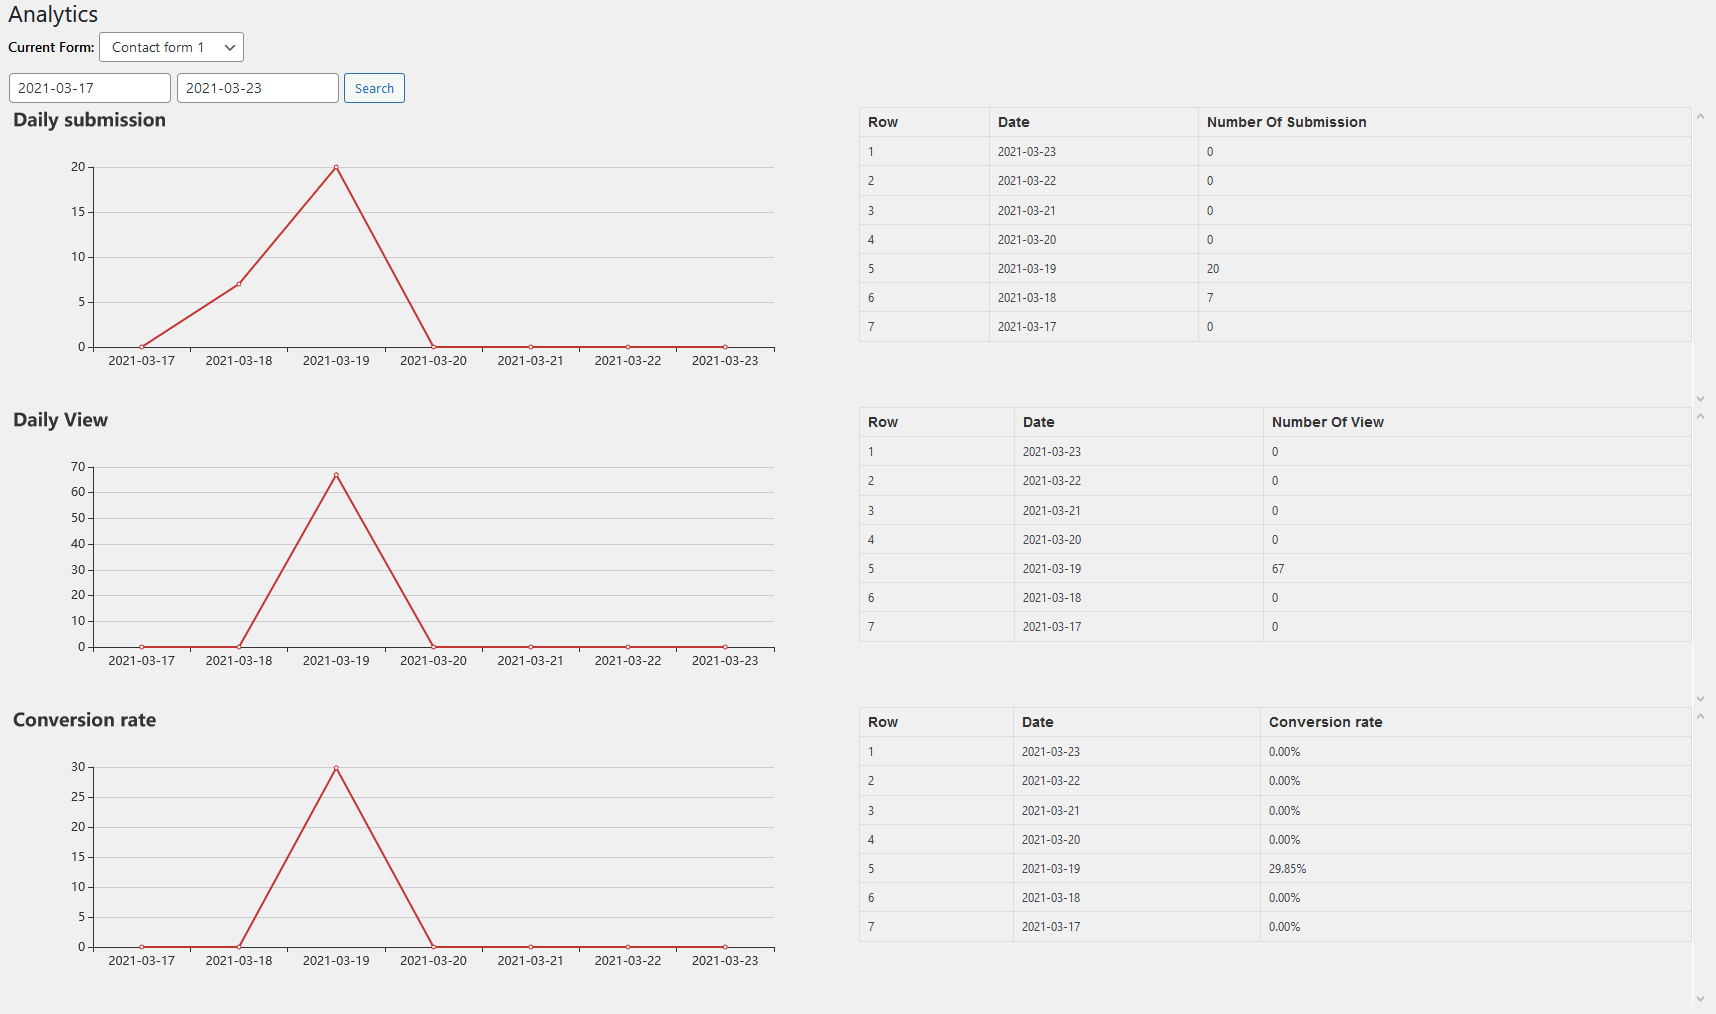 Analytics
Current Form: Contact form 1
2021-03-17 2021-03-23 Search
Daily submission
20
15
10
5
0
2021-03-17 2021-03-18 2021-03-19 2021-03-20 2021-03-21 2021-03-22 2021-03-23
Row Date Number Of Submission
1 2021-03-23 0
2 2021-03-22 0
3 2021-03-21 0
4 2021-03-20 0
5 2021-03-19 20
6 2021-03-18 7
7 2021-03-17 0
Daily View
70
60
50
40
30
20
10
0
2021-03-17 2021-03-18 2021-03-19 2021-03-20 2021-03-21 2021-03-22 2021-03-23
Row Date Number Of View
1 2021-03-23 0
2 2021-03-22 0
3 2021-03-21 0
4 2021-03-20 0
5 2021-03-19 67
6 2021-03-18 0
7 2021-03-17 0
Conversion rate
30
25
20
15
10
5
0
2021-03-17 2021-03-18 2021-03-19 2021-03-20 2021-03-21 2021-03-22 2021-03-23
Row Date Conversion rate
1 2021-03-23 0.00%
2 2021-03-22 0.00%
3 2021-03-21 0.00%
4 2021-03-20 0.00%
5 2021-03-19 29.85%
6 2021-03-18 0.00%
7 2021-03-17 0.00%